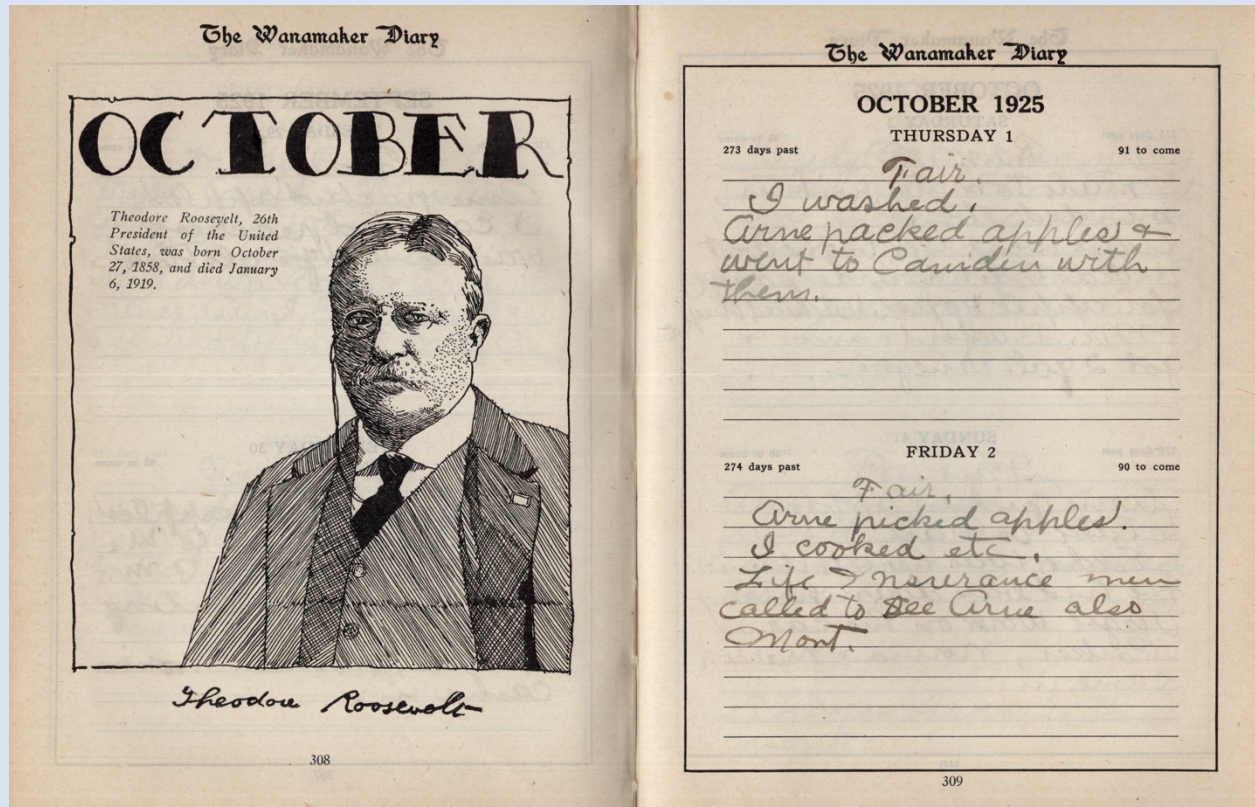 The Wanamaker Diary
OCTOBER
Theodore Roosevelt, 26th
President of the United
States, was born October
27, 1858, and died January
6, 1919.
Theodore Roosevelt
308
The Wanamaker Diary
OCTOBER 1925
THURSDAY 1
273 days past 91 to come
Fair.
I washed.
Arne packed apples &
went to Camden with
them.
FRIDAY 2
274 days past 90 to come
Fair.
Arne picked apples.
I cooked etc.
Life Insurance men
called to see Arne also
Mont.
309